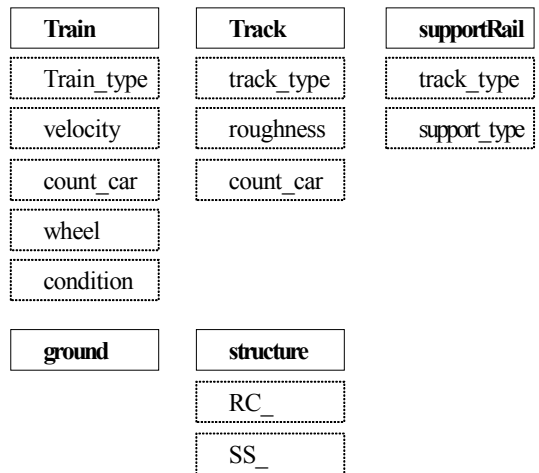 Train
Track
supportRail
Train_type
track_type
track_type
velocity
roughness
support_type
count_car
count_car
wheel
condition
ground
structure
RC_
SS_